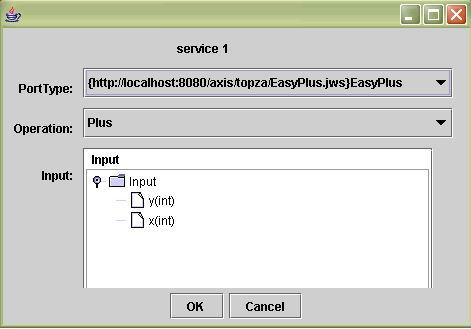 service 1
PortType:
{http://localhost:8080/axis/topza/EasyPlus.jws}EasyPlus
Operation:
Plus
Input:
Input
Input
y(int)
x(int)
OK
Cancel